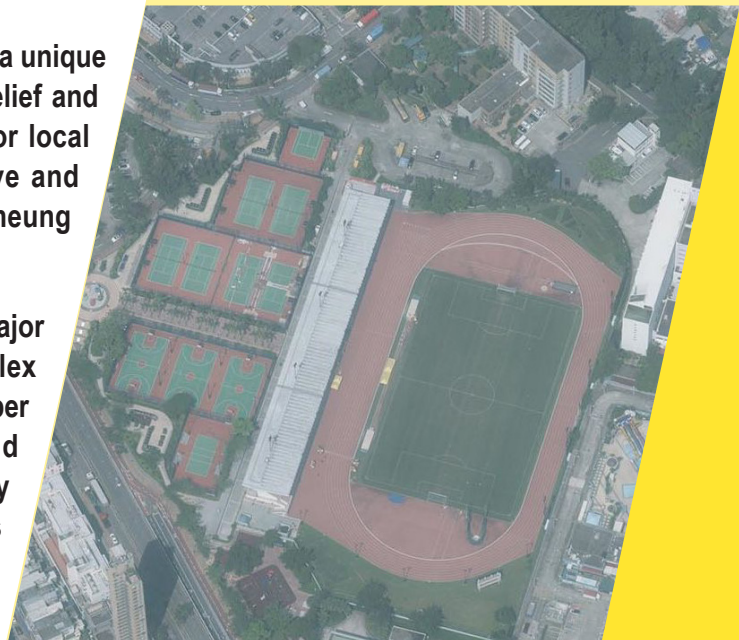 a unique
elief and
or local
ve and
heung
ajor
lex
per
d
y